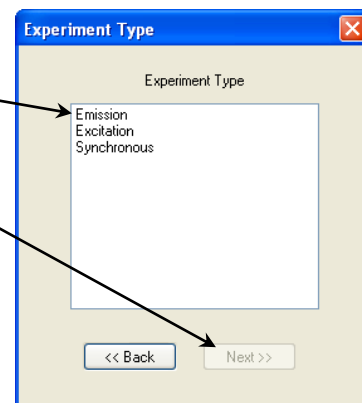 Experiment Type
Experiment Type
Emission
Excitation
Synchronous
<< Back
Next >>